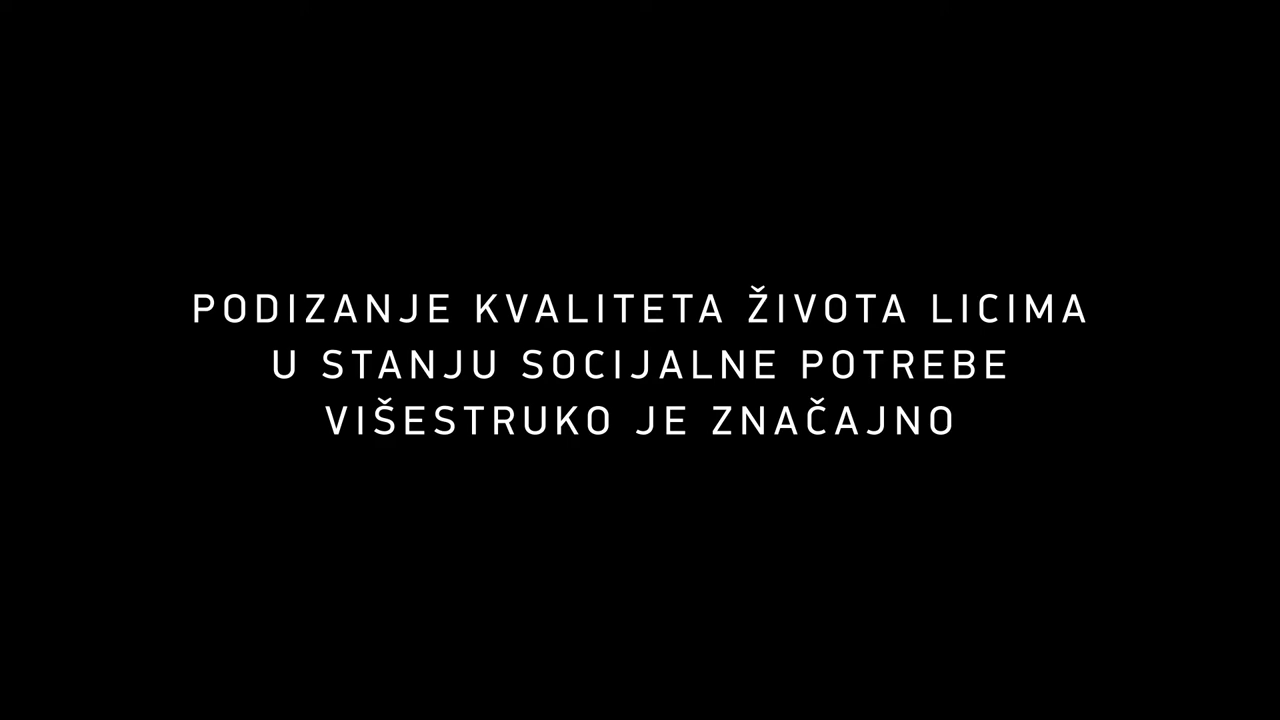 PODIZANJE KVALITETA ŽIVOTA LICIMA
U STANJU SOCIJALNE POTREBE
VIŠESTRUKO JE ZNAČAJNO